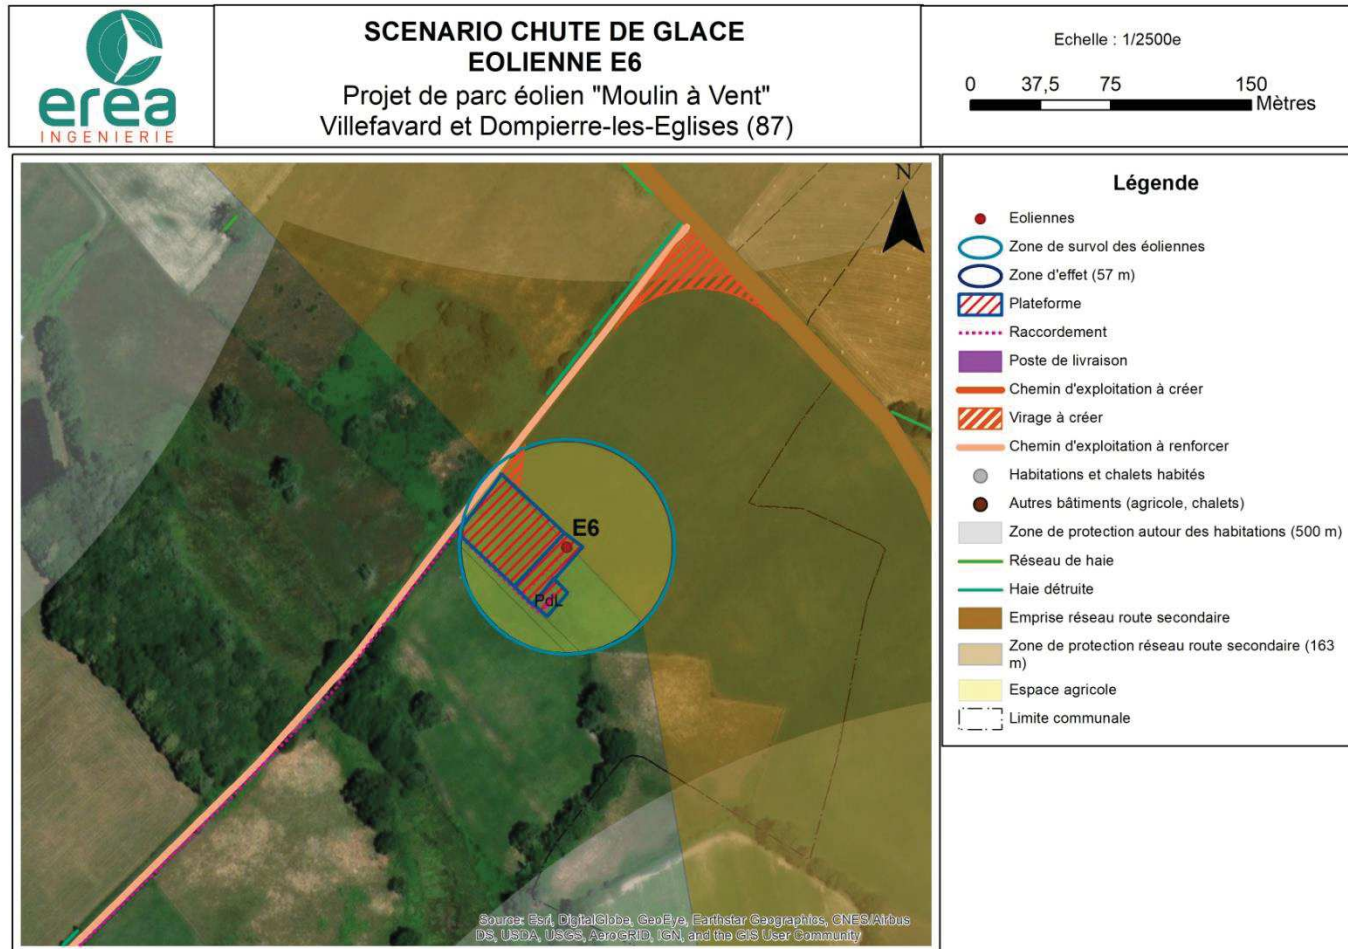 erea
INGENIERIE
SCENARIO CHUTE DE GLACE
EOLIENNE E6
Projet de parc éolien "Moulin à Vent"
Villefavard et Dompierre-les-Eglises (87)
Echelle : 1/2500e
0 37,5 75 150
Mètres
N
E6
PdL
Source: Esri, DigitalGlobe, GeoEye, Earthstar Geographics, CNES/Airbus
DS, USDA, USGS, AeroGRID, IGN, and the GIS User Community
Légende
Eoliennes
Zone de survol des éoliennes
Zone d'effet (57 m)
Plateforme
Raccordement
Poste de livraison
Chemin d'exploitation à créer
Virage à créer
Chemin d'exploitation à renforcer
Habitations et chalets habités
Autres bâtiments (agricole, chalets)
Zone de protection autour des habitations (500 m)
Réseau de haie
Haie détruite
Emprise réseau route secondaire
Zone de protection réseau route secondaire (163
m)
Espace agricole
Limite communale